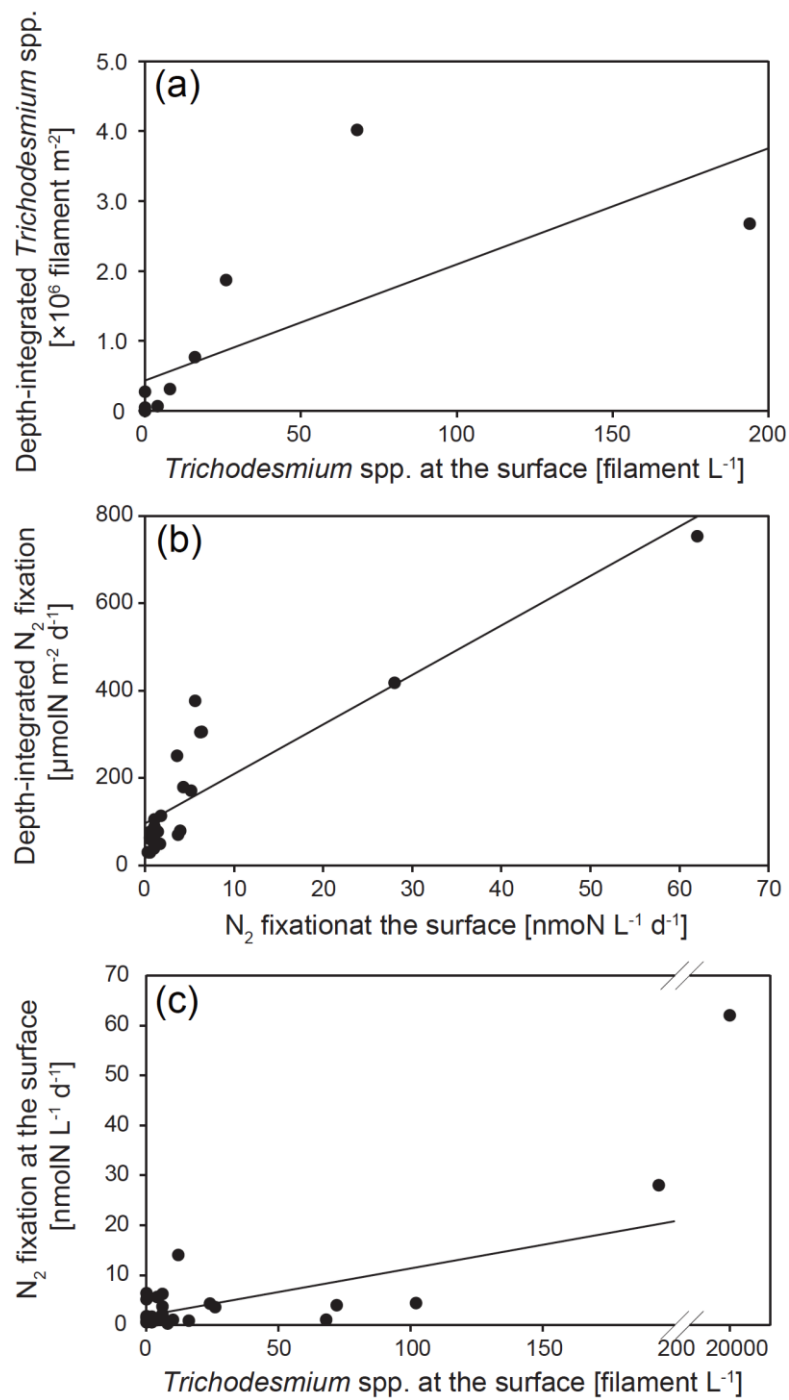 (a)
Depth-integrated Trichodesmium spp.
[×10⁶ filament m⁻²]
5.0
4.0
3.0
2.0
1.0
0
0 50 100 150 200
Trichodesmium spp. at the surface [filament L⁻¹]
(b)
Depth-integrated N₂ fixation
[µmolN m⁻² d⁻¹]
800
600
400
200
0
0 10 20 30 40 50 60 70
N₂ fixationat the surface [nmoN L⁻¹ d⁻¹]
(c)
N₂ fixation at the surface
[nmolN L⁻¹ d⁻¹]
70
60
50
40
30
20
10
0
0 50 100 150 200 20000
Trichodesmium spp. at the surface [filament L⁻¹]